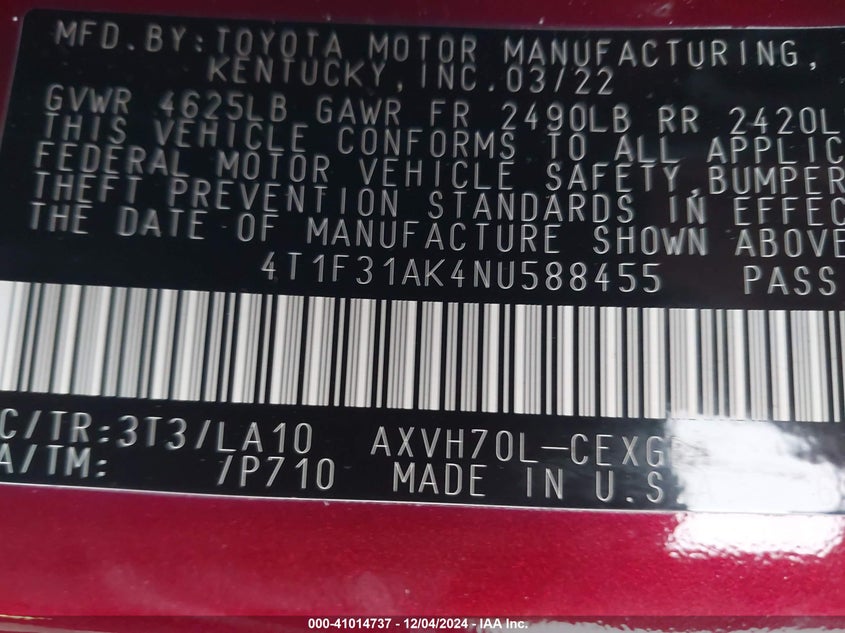 MFD.BY:TOYOTA MOTOR MANUFACTURING,
KENTUCKY,INC.03/22
GVWR 4625LB GAWR FR 2490LB RR 2420L
THIS VEHICLE CONFORMS TO ALL APPLIC
FEDERAL MOTOR VEHICLE SAFETY,BUMPER
THEFT PREVENTION STANDARDS IN EFFEC
THE DATE OF MANUFACTURE SHOWN ABOVE
4T1F31AK4NU588455 PASS
C/TR:3T3/LA10 AXVH70L-CEXG
A/TM: /P710 MADE IN U.S
000-41014737 - 12/04/2024 - IAA Inc.